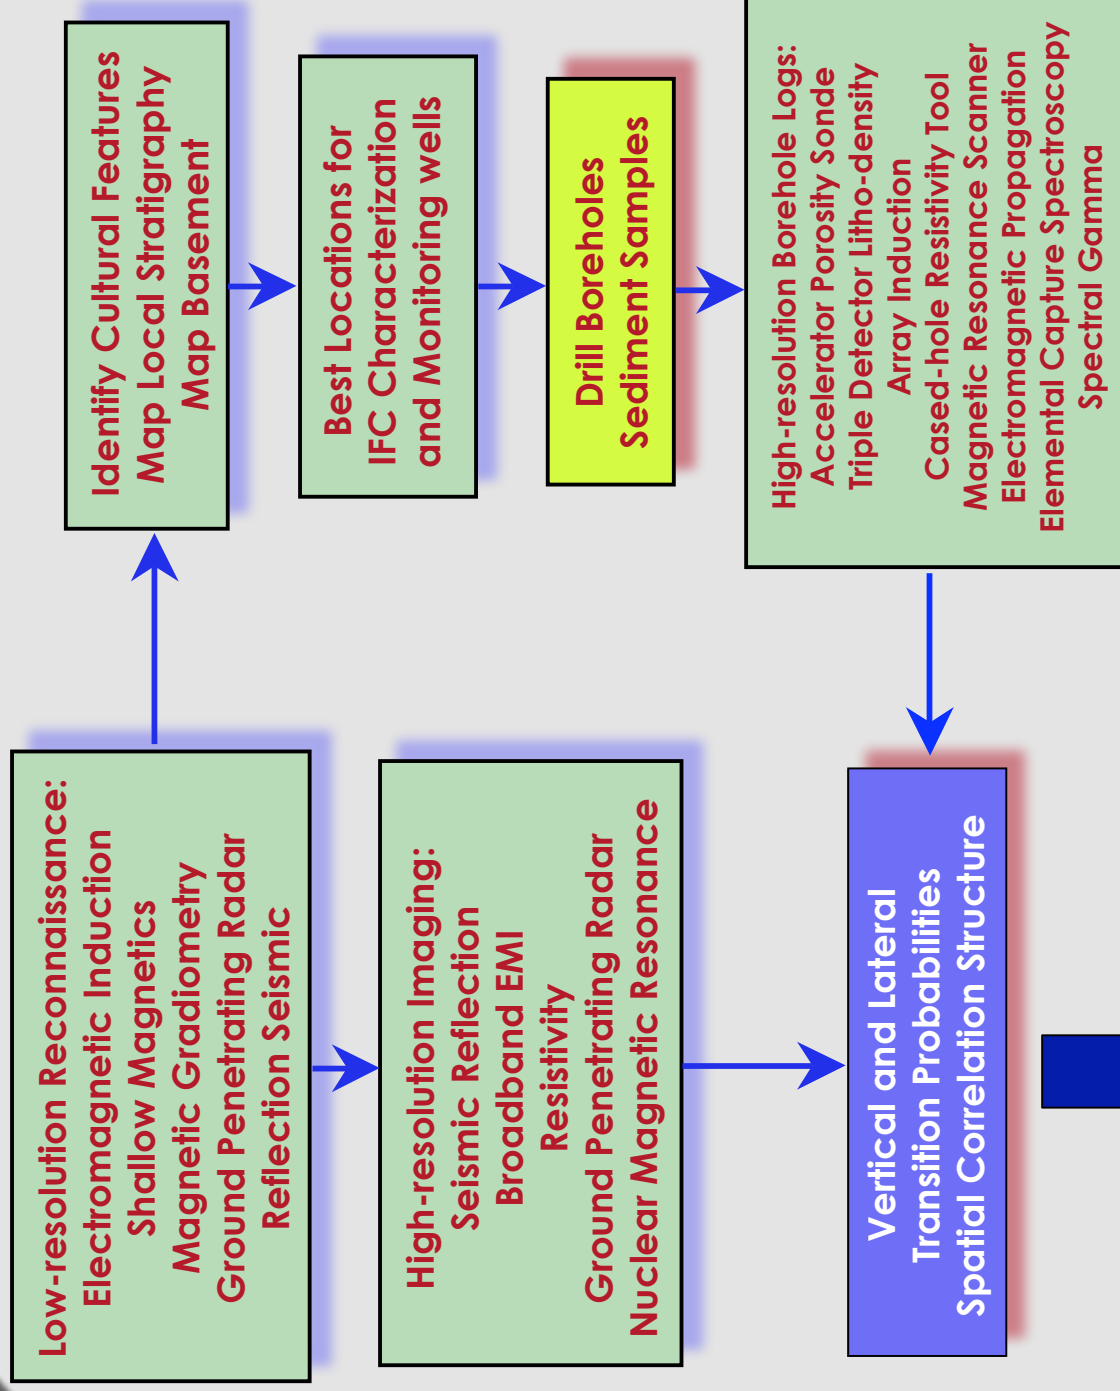 Low-resolution Reconnaissance:
Electromagnetic Induction
Shallow Magnetics
Magnetic Gradiometry
Ground Penetrating Radar
Reflection Seismic
Identify Cultural Features
Map Local Stratigraphy
Map Basement
High-resolution Imaging:
Seismic Reflection
Broadband EMI
Resistivity
Ground Penetrating Radar
Nuclear Magnetic Resonance
Best Locations for
IFC Characterization
and Monitoring wells
Drill Boreholes
Sediment Samples
High-resolution Borehole Logs:
Accelerator Porosity Sonde
Triple Detector Litho-density
Array Induction
Cased-hole Resistivity Tool
Magnetic Resonance Scanner
Electromagnetic Propagation
Elemental Capture Spectroscopy
Spectral Gamma
Vertical and Lateral
Transition Probabilities
Spatial Correlation Structure